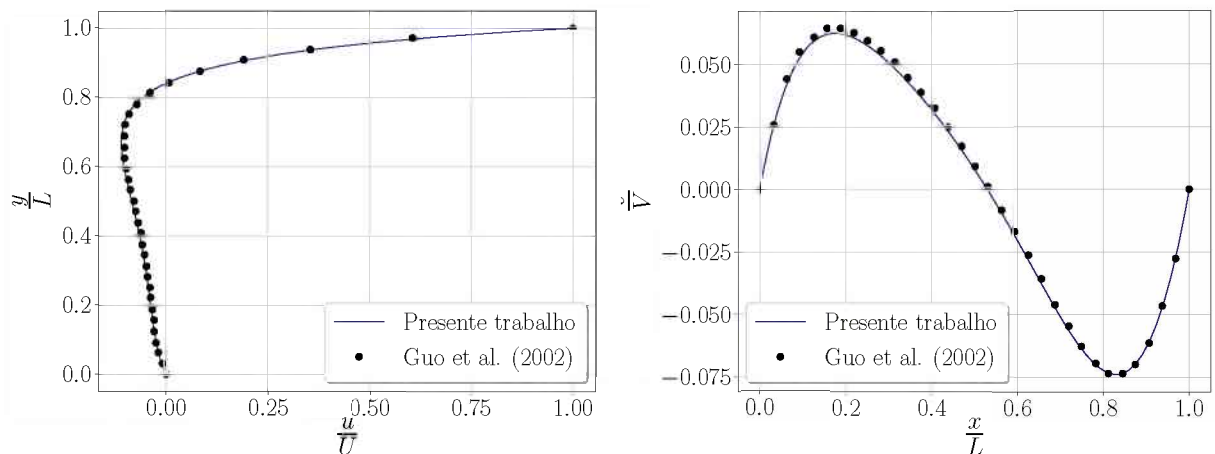 1.0
0.8
0.6
0.4
0.2
0.0
y
L
0.00
0.25
0.50
0.75
1.00
u
U
Presente trabalho
Guo et al. (2002)
0.050
0.025
0.000
−0.025
−0.050
−0.075
V
0.0
0.2
0.4
0.6
0.8
1.0
x
L
Presente trabalho
Guo et al. (2002)